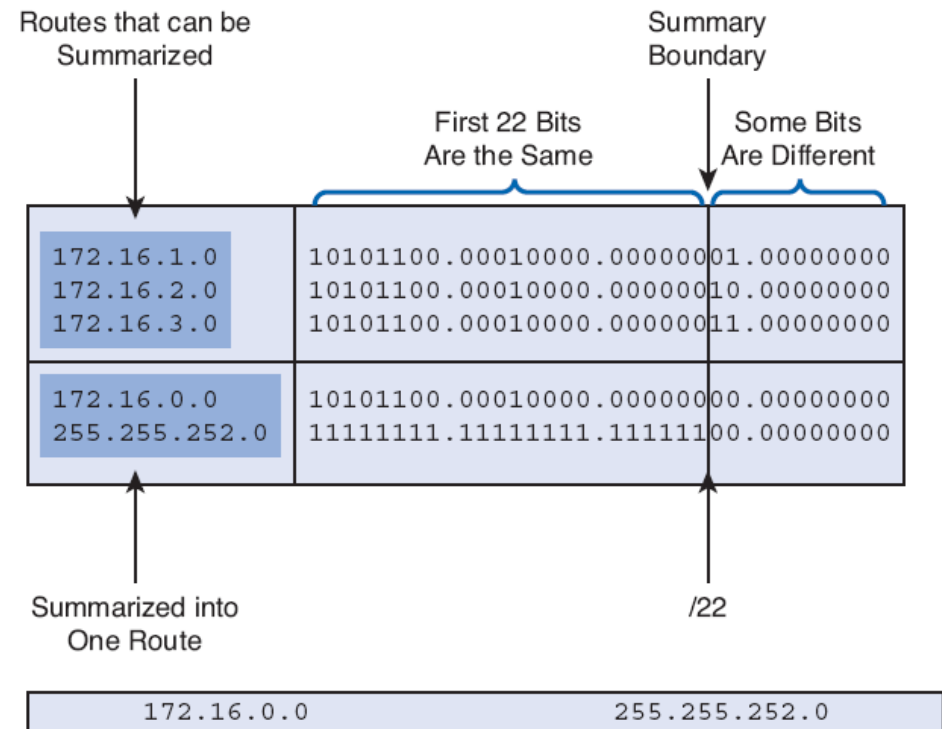 Routes that can be
Summarized
Summary
Boundary
First 22 Bits
Are the Same
Some Bits
Are Different
172.16.1.0 10101100.00010000.00000001.00000000
172.16.2.0 10101100.00010000.00000010.00000000
172.16.3.0 10101100.00010000.00000011.00000000
172.16.0.0 10101100.00010000.00000000.00000000
255.255.252.0 11111111.11111111.11111100.00000000
Summarized into
One Route
/22
172.16.0.0 255.255.252.0